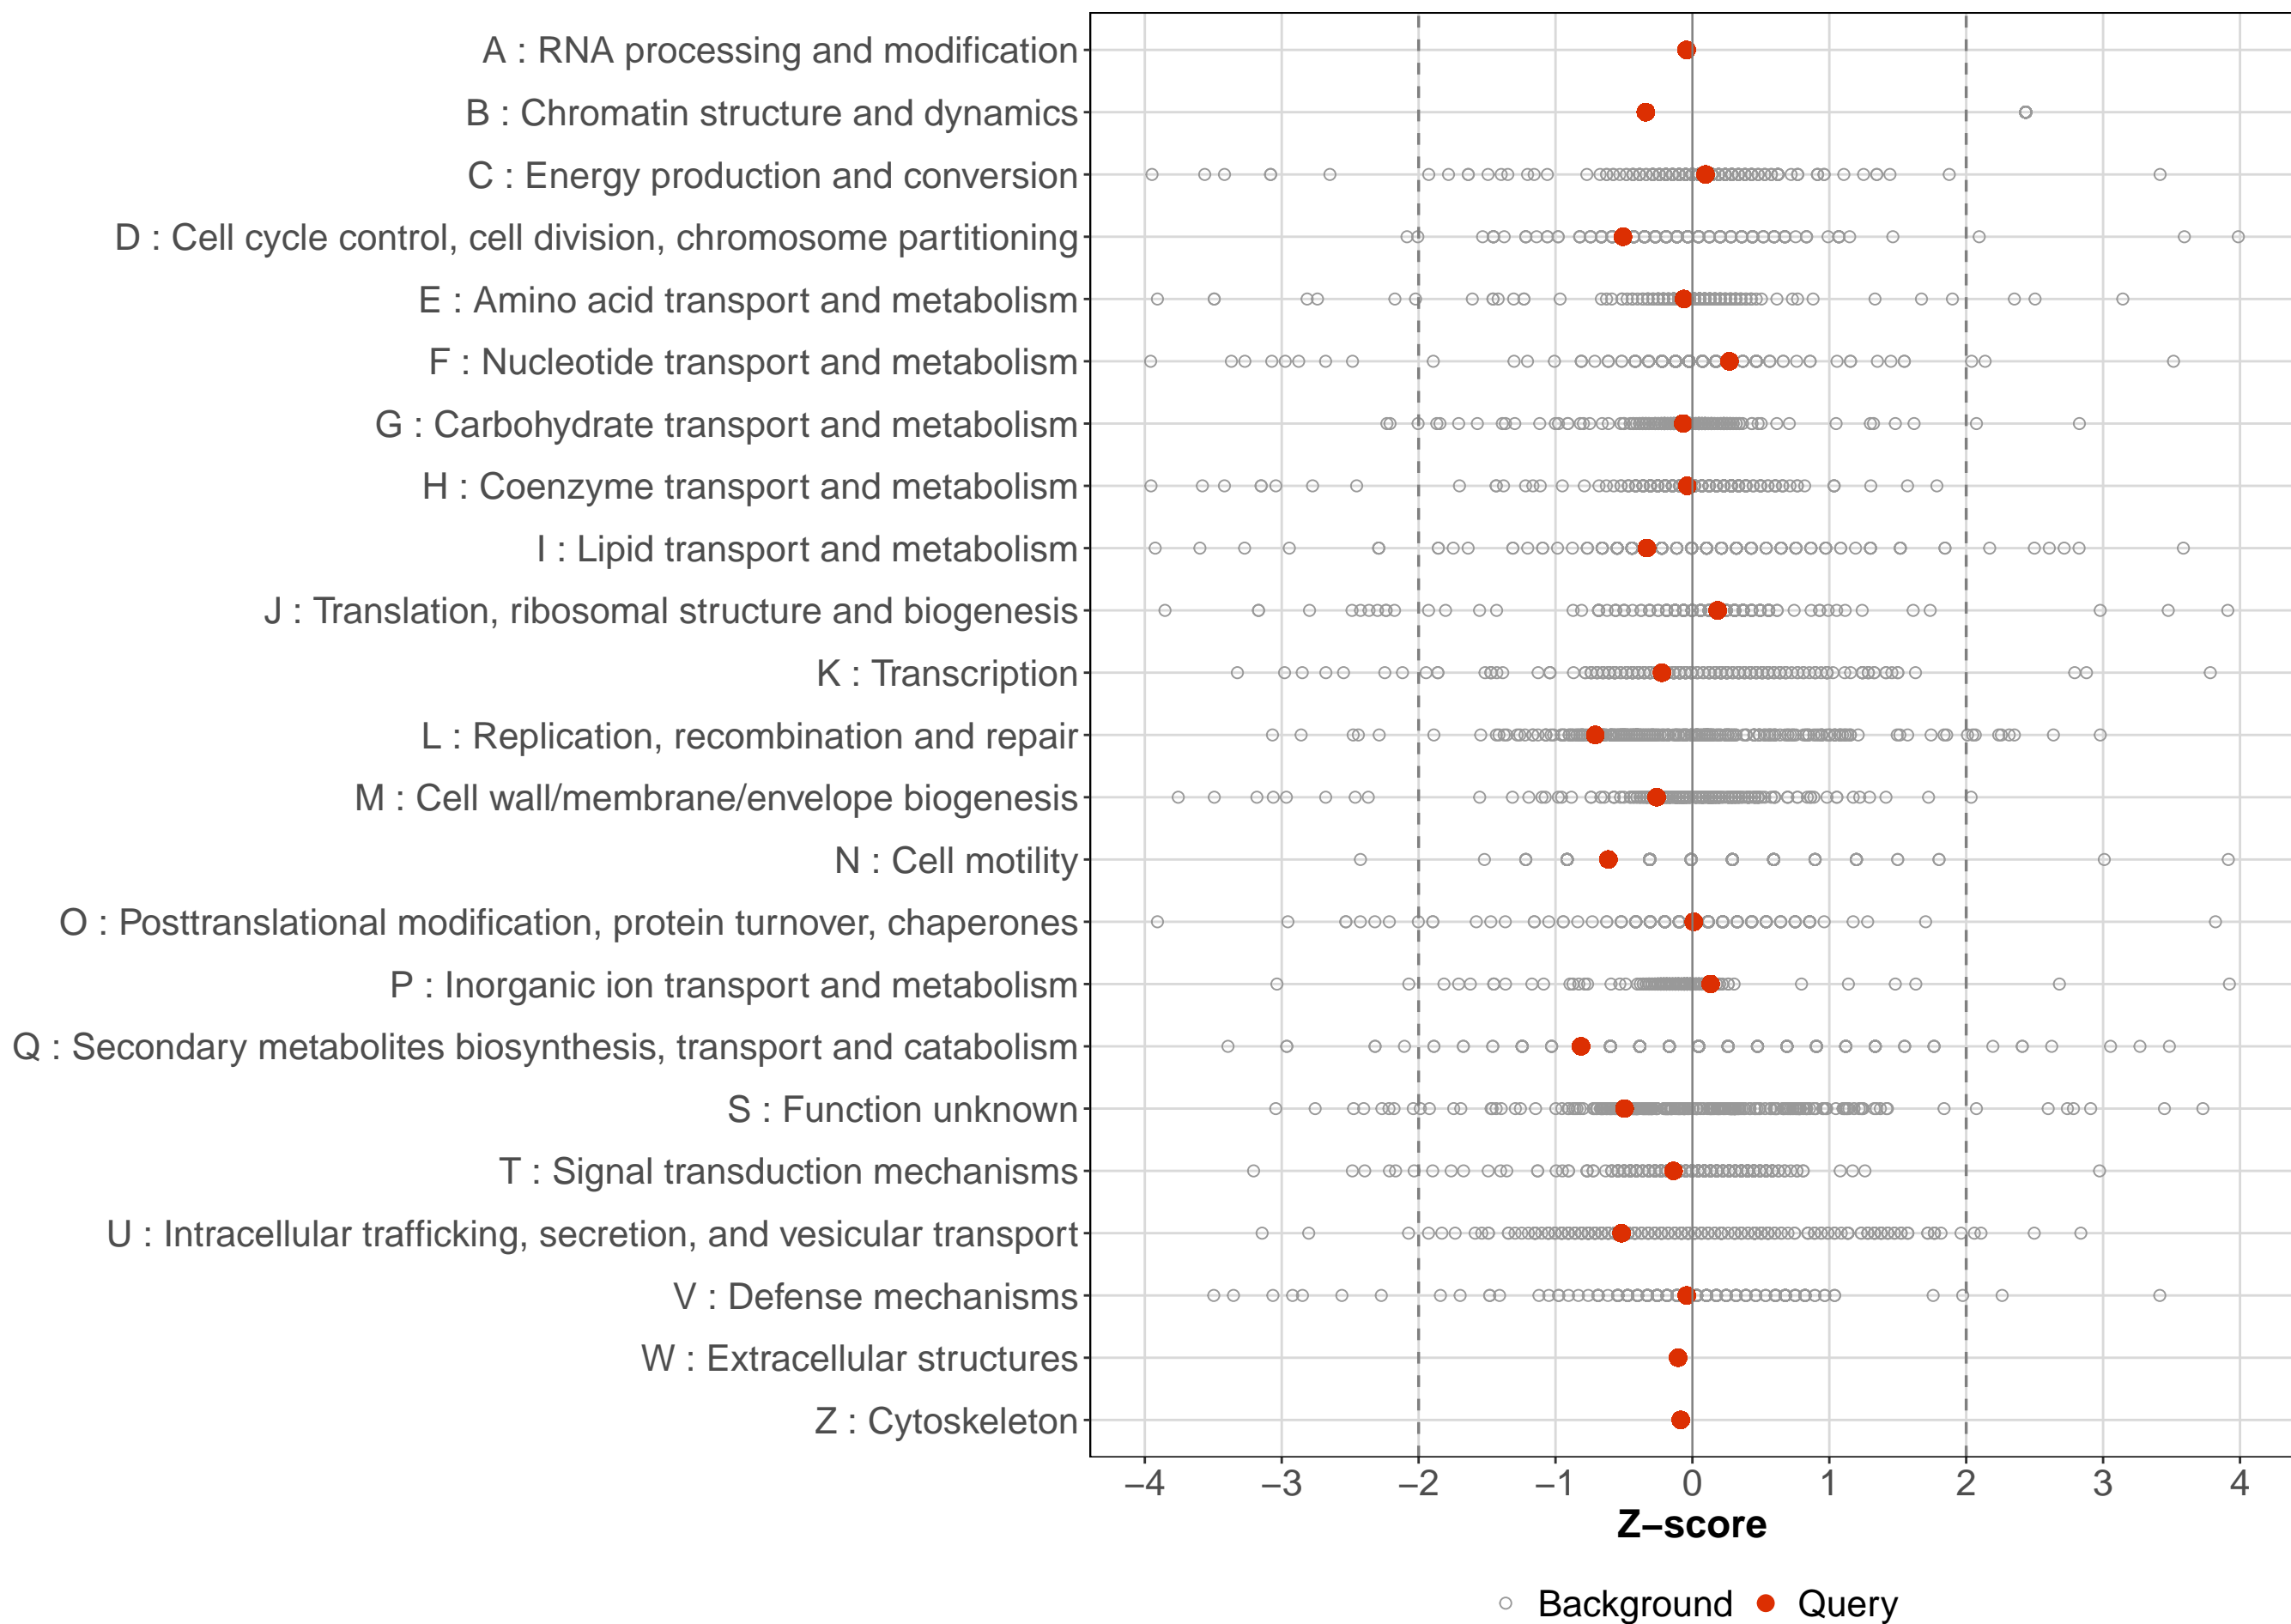 A : RNA processing and modification
B : Chromatin structure and dynamics
C : Energy production and conversion
D : Cell cycle control, cell division, chromosome partitioning
E : Amino acid transport and metabolism
F : Nucleotide transport and metabolism
G : Carbohydrate transport and metabolism
H : Coenzyme transport and metabolism
I : Lipid transport and metabolism
J : Translation, ribosomal structure and biogenesis
K : Transcription
L : Replication, recombination and repair
M : Cell wall/membrane/envelope biogenesis
N : Cell motility
O : Posttranslational modification, protein turnover, chaperones
P : Inorganic ion transport and metabolism
Q : Secondary metabolites biosynthesis, transport and catabolism
S : Function unknown
T : Signal transduction mechanisms
U : Intracellular trafficking, secretion, and vesicular transport
V : Defense mechanisms
W : Extracellular structures
Z : Cytoskeleton
−4 −3 −2 −1 0 1 2 3 4
Z−score
Background Query